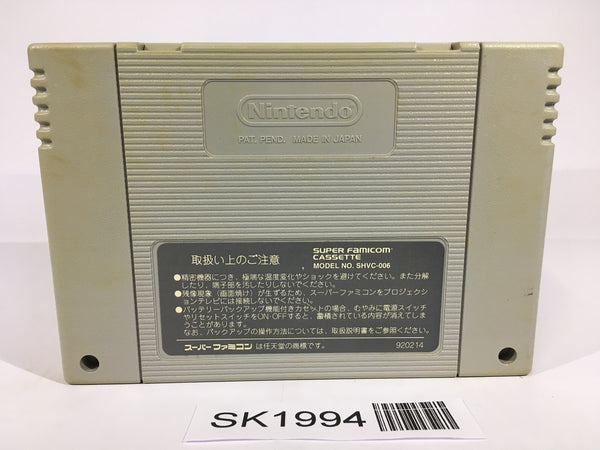 Nintendo
PAT. PEND. MADE IN JAPAN
取扱い上のご注意
SUPER FAMICOM
CASSETTE
MODEL NO. SHVC-006
●精密機器につき、極端な温度変化やショックを避けてください。また分解
したり、端子部を汚したりしないでください。
●残像現象（画面焼け）が生ずるため、スーパーファミコンをプロジェクシ
ョンテレビには接続しないでください。
●バッテリーバックアップ機能付きカセットの場合、むやみに電源スイッチ
やリセットスイッチをON・OFFすると、蓄積されている内容が消えてしま
うことがあります。
なお、バックアップの操作方法については、取扱説明書をご参照ください。
スーパーファミコン は任天堂の商標です。
920214
SK1994